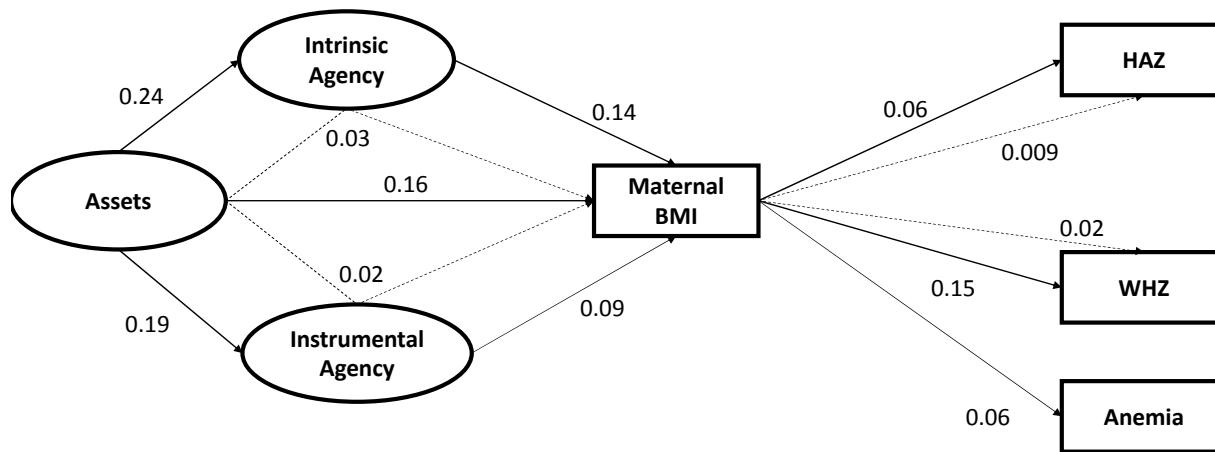 Intrinsic
Agency
HAZ
0.24
0.14
0.06
0.03
0.009
Assets
0.16
Maternal
BMI
0.02
0.02
0.15
WHZ
0.19
0.09
Instrumental
Agency
0.06
Anemia